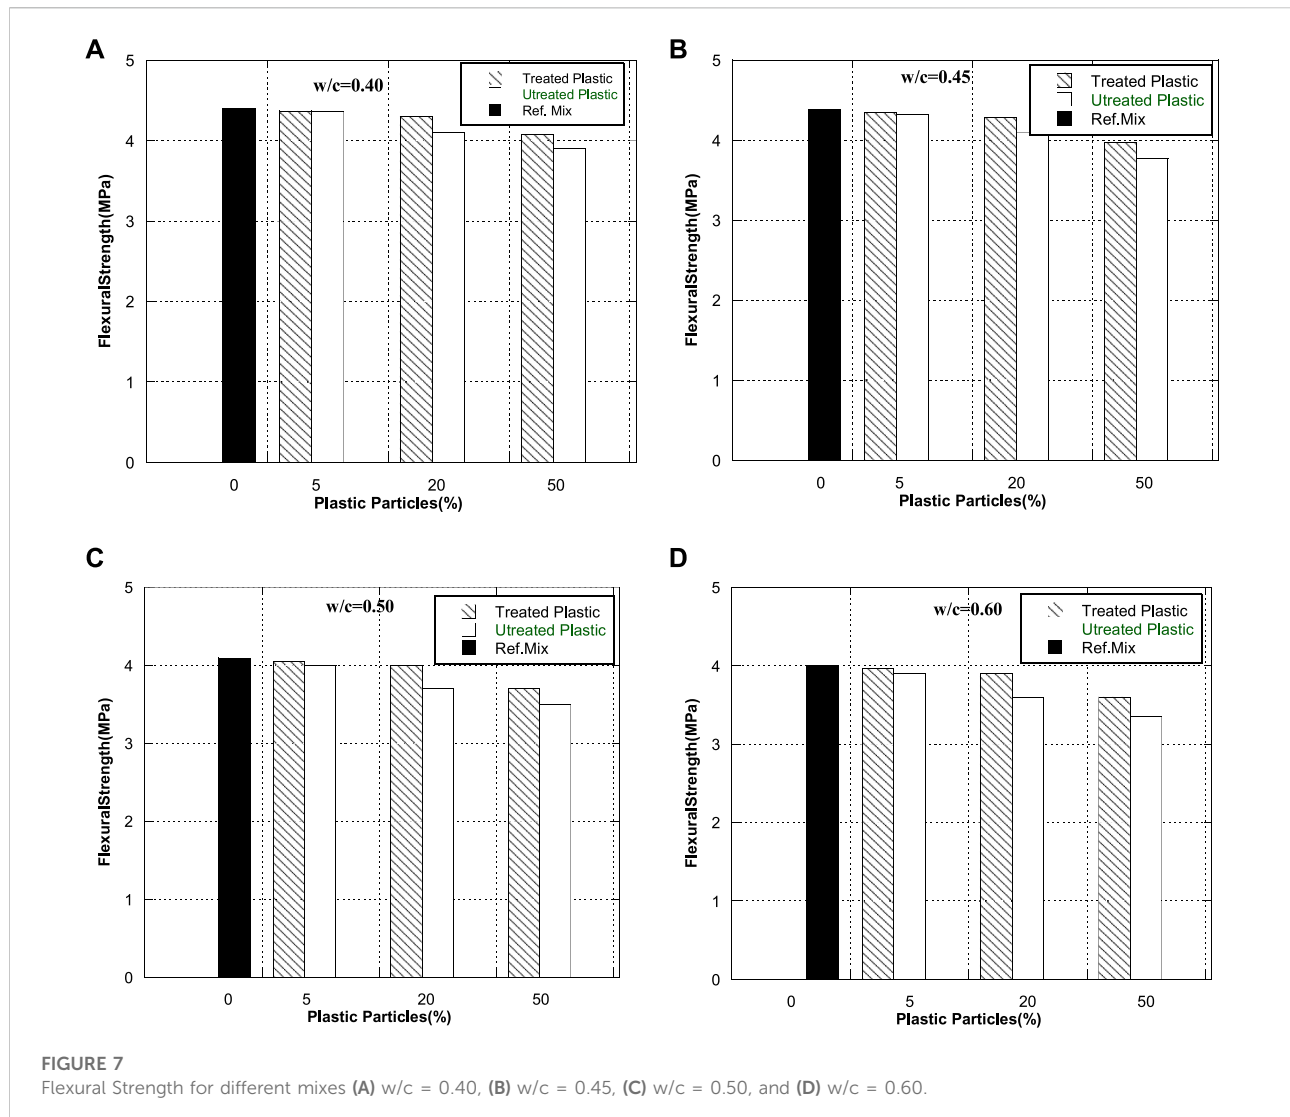 A
w/c=0.40
Treated Plastic
Utreated Plastic
Ref. Mix
5
4
3
2
1
0
FlexuralStrength(MPa)
0 5 20 50
Plastic Particles(%)
B
w/c=0.45
Treated Plastic
Utreated Plastic
Ref.Mix
5
4
3
2
1
0
FlexuralStrength(MPa)
0 5 20 50
Plastic Particles(%)
C
w/c=0.50
Treated Plastic
Utreated Plastic
Ref.Mix
5
4
3
2
1
0
FlexuralStrength(MPa)
0 5 20 50
Plastic Particles(%)
D
w/c=0.60
Treated Plastic
Utreated Plastic
Ref.Mix
5
4
3
2
1
0
FlexuralStrength(MPa)
0 5 20 50
Plastic Particles(%)
FIGURE 7
Flexural Strength for different mixes (A) w/c = 0.40, (B) w/c = 0.45, (C) w/c = 0.50, and (D) w/c = 0.60.